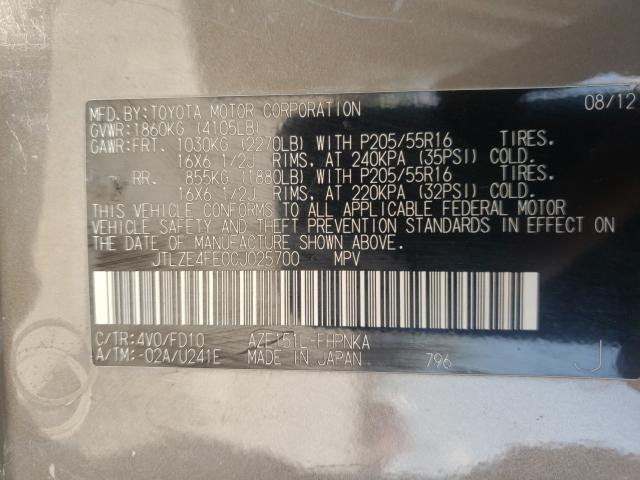 MFD.BY:TOYOTA MOTOR CORPORATION 08/12
GVWR:1860KG (4105LB)
GAWR:FRT. 1030KG (2270LB) WITH P205/55R16 TIRES.
16X6 1/2J RIMS, AT 240KPA (35PSI) COLD.
RR. 855KG (1880LB) WITH P205/55R16 TIRES.
16X6 1/2J RIMS, AT 220KPA (32PSI) COLD.
THIS VEHICLE CONFORMS TO ALL APPLICABLE FEDERAL MOTOR
VEHICLE SAFETY AND THEFT PREVENTION STANDARDS IN EFFECT ON
THE DATE OF MANUFACTURE SHOWN ABOVE.
JTLZE4FE0CJ025700 MPV
C/TR:4V0/FD10 AZE151L-FHPNKA
A/TM:-02A/U241E MADE IN JAPAN 796 J